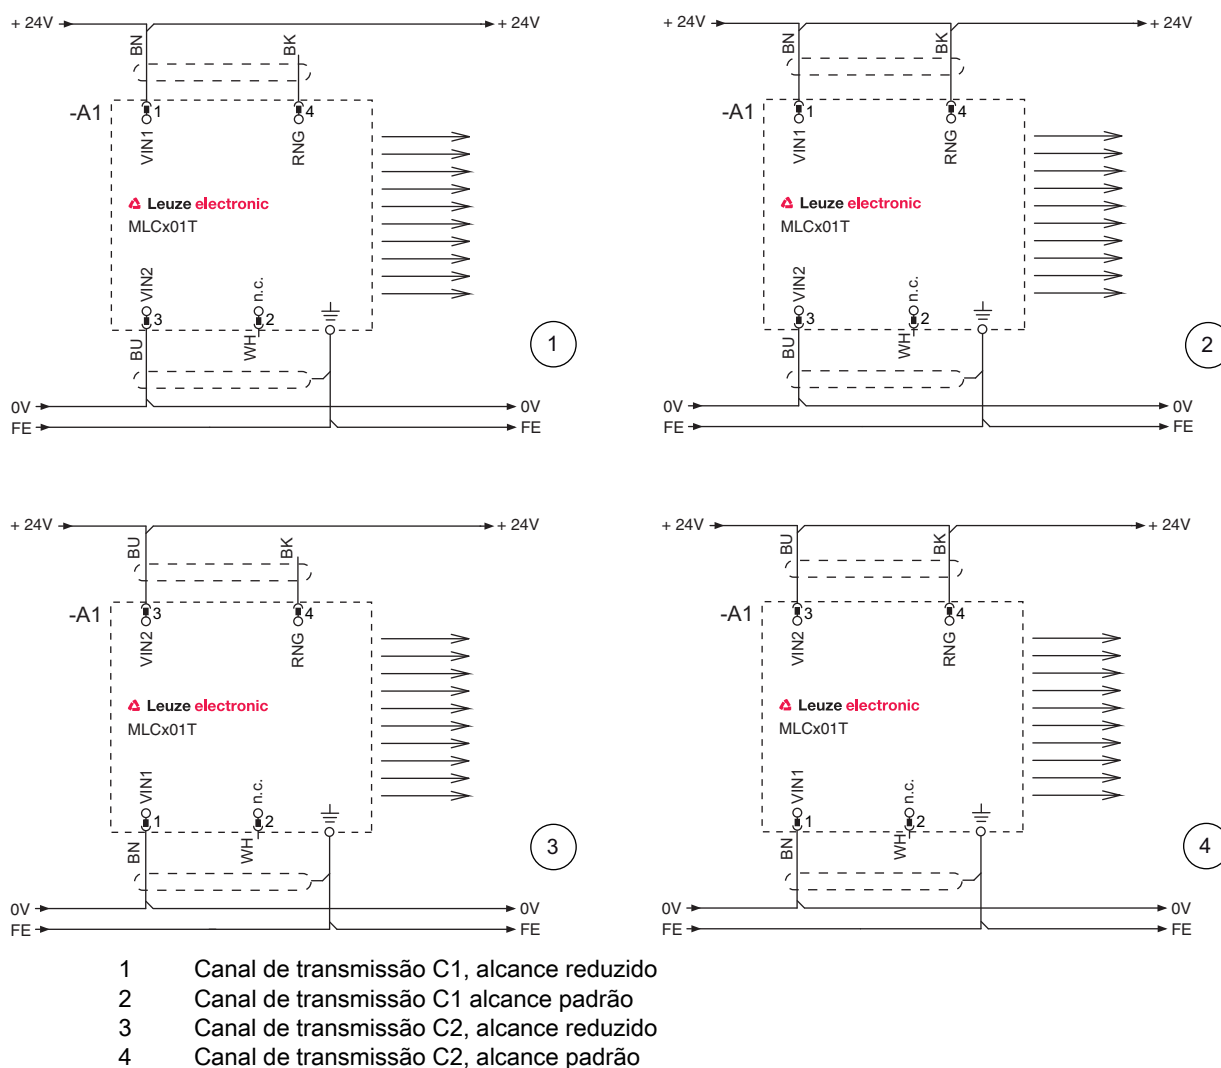 + 24V
+ 24V
BN
BK
-A1
1
4
VIN1
RNG
Leuze electronic
MLCx01T
VIN2
n.c.
3
2
BU
WH
1
0V
0V
FE
FE
+ 24V
+ 24V
BN
BK
-A1
1
4
VIN1
RNG
Leuze electronic
MLCx01T
VIN2
n.c.
3
2
BU
WH
2
0V
0V
FE
FE
+ 24V
+ 24V
BU
BK
-A1
3
4
VIN2
RNG
Leuze electronic
MLCx01T
VIN1
n.c.
1
2
BN
WH
3
0V
0V
FE
FE
+ 24V
+ 24V
BU
BK
-A1
3
4
VIN2
RNG
Leuze electronic
MLCx01T
VIN1
n.c.
1
2
BN
WH
4
0V
0V
FE
FE
1 Canal de transmissão C1, alcance reduzido
2 Canal de transmissão C1 alcance padrão
3 Canal de transmissão C2, alcance reduzido
4 Canal de transmissão C2, alcance padrão